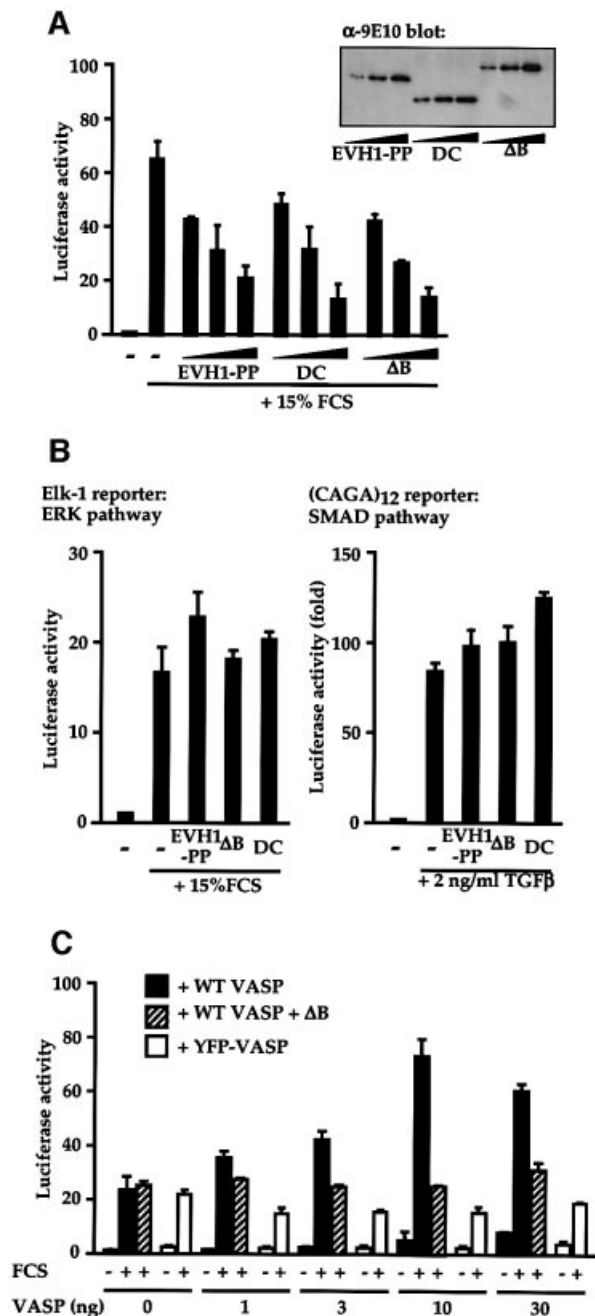 A
α-9E10 blot:
EVH1-PP DC ΔB
Luciferase activity
100
80
60
40
20
0
- - EVH1-PP DC ΔB
+ 15% FCS
B
Elk-1 reporter:
ERK pathway
Luciferase activity
30
20
10
0
- - EVH1 -PP ΔB DC
+ 15%FCS
(CAGA)12 reporter:
SMAD pathway
Luciferase activity (fold)
150
100
50
0
- - EVH1 -PP ΔB DC
+ 2 ng/ml TGFβ
C
+ WT VASP
+ WT VASP + ΔB
+ YFP-VASP
Luciferase activity
100
80
60
40
20
0
FCS - + + - + - + + - + - + + - + - + + - + - + + - +
VASP (ng) 0 1 3 10 30